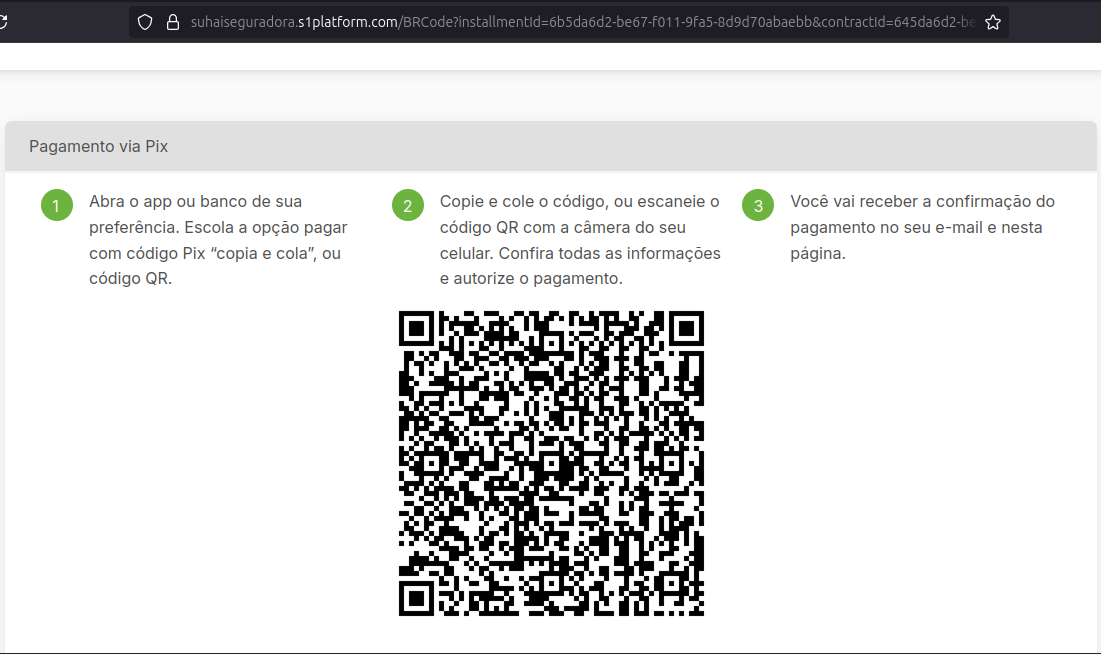 suhaiseguradora.s1platform.com/BRCode?installmentId=6b5da6d2-be67-f011-9fa5-8d9d70abaebb&contractId=645da6d2-be
Pagamento via Pix
1
Abra o app ou banco de sua
preferência. Escola a opção pagar
com código Pix “copia e cola”, ou
código QR.
2
Copie e cole o código, ou escaneie o
código QR com a câmera do seu
celular. Confira todas as informações
e autorize o pagamento.
3
Você vai receber a confirmação do
pagamento no seu e-mail e nesta
página.